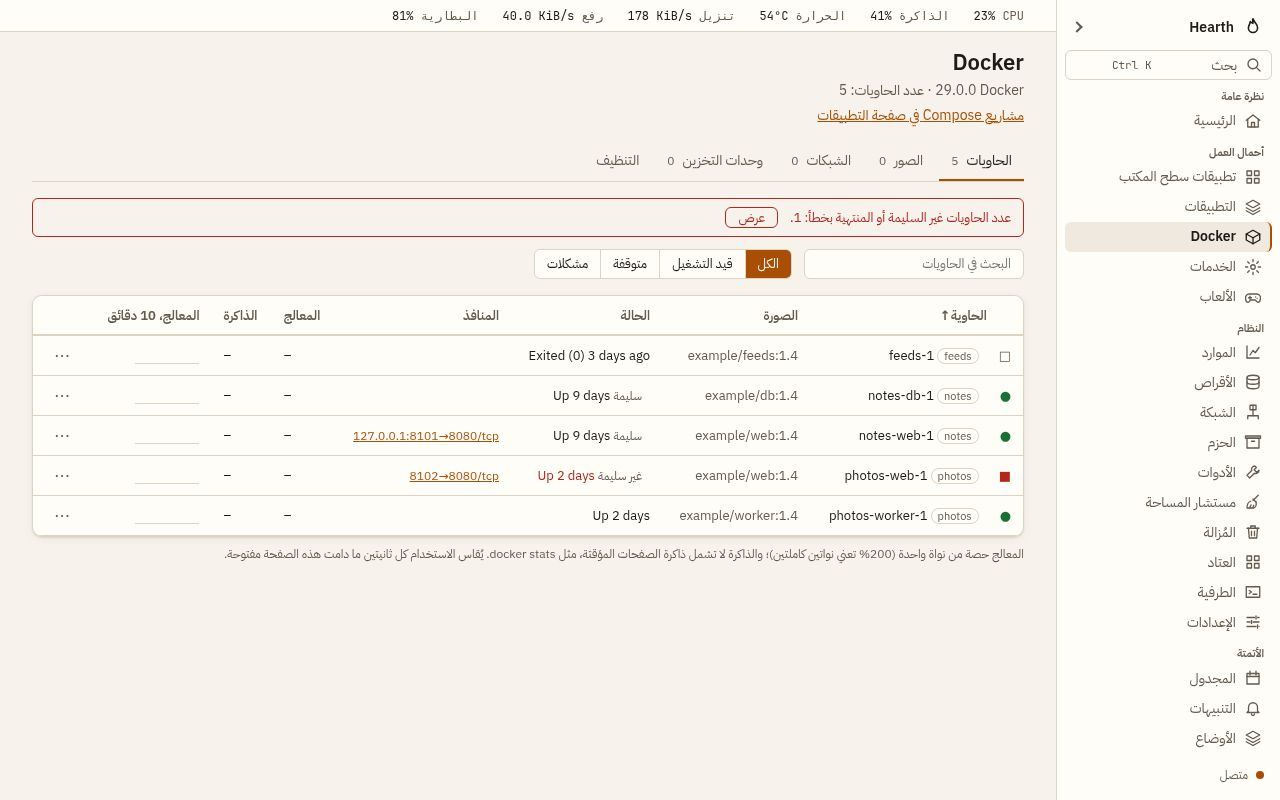 CPU 23%
الذاكرة 41%
الحرارة 54°C
تنزيل 178 KiB/s
رفع 40.0 KiB/s
البطارية 81%
Hearth
بحث Ctrl K
نظرة عامة
الرئيسية
أحمال العمل
تطبيقات سطح المكتب
التطبيقات
Docker
الخدمات
الألعاب
النظام
الموارد
الأقراص
الشبكة
الحزم
الأدوات
مستشار المساحة
المُزالة
العتاد
الطرفية
الإعدادات
الأتمتة
المجدول
التنبيهات
الأوضاع
متصل
Docker
Docker 29.0.0 · عدد الحاويات: 5
مشاريع Compose في صفحة التطبيقات
الحاويات 5
الصور 0
الشبكات 0
وحدات التخزين 0
التنظيف
عدد الحاويات غير السليمة أو المنتهية بخطأ: 1. عرض
البحث في الحاويات
الكل
قيد التشغيل
متوقفة
مشكلات
الحاوية ↑ الصورة الحالة المنافذ المعالج الذاكرة المعالج، 10 دقائق
feeds feeds-1 example/feeds:1.4 Exited (0) 3 days ago – – ⋯
notes notes-db-1 example/db:1.4 Up 9 days سليمة – – ⋯
notes notes-web-1 example/web:1.4 Up 9 days سليمة 127.0.0.1:8101→8080/tcp – – ⋯
photos photos-web-1 example/web:1.4 Up 2 days غير سليمة 8102→8080/tcp – – ⋯
photos photos-worker-1 example/worker:1.4 Up 2 days – – ⋯
المعالج حصة من نواة واحدة (200% تعني نواتين كاملتين)؛ والذاكرة لا تشمل ذاكرة الصفحات المؤقتة، مثل docker stats. يُقاس الاستخدام كل ثانيتين ما دامت هذه الصفحة مفتوحة.